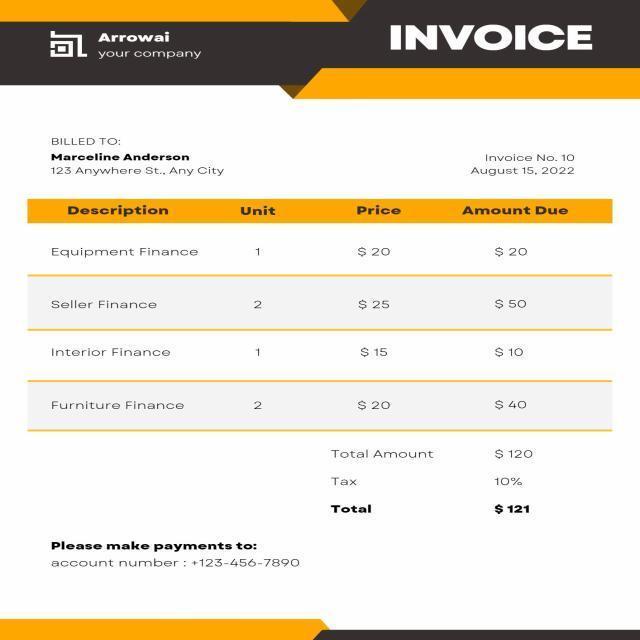 Arrowai
your company
INVOICE
BILLED TO:
Marceline Anderson
123 Anywhere St., Any City
Invoice No. 10
August 15, 2022
Description Unit Price Amount Due
Equipment Finance 1 $ 20 $ 20
Seller Finance 2 $ 25 $ 50
Interior Finance 1 $ 15 $ 10
Furniture Finance 2 $ 20 $ 40
Total Amount $ 120
Tax 10%
Total $ 121
Please make payments to:
account number : +123-456-7890